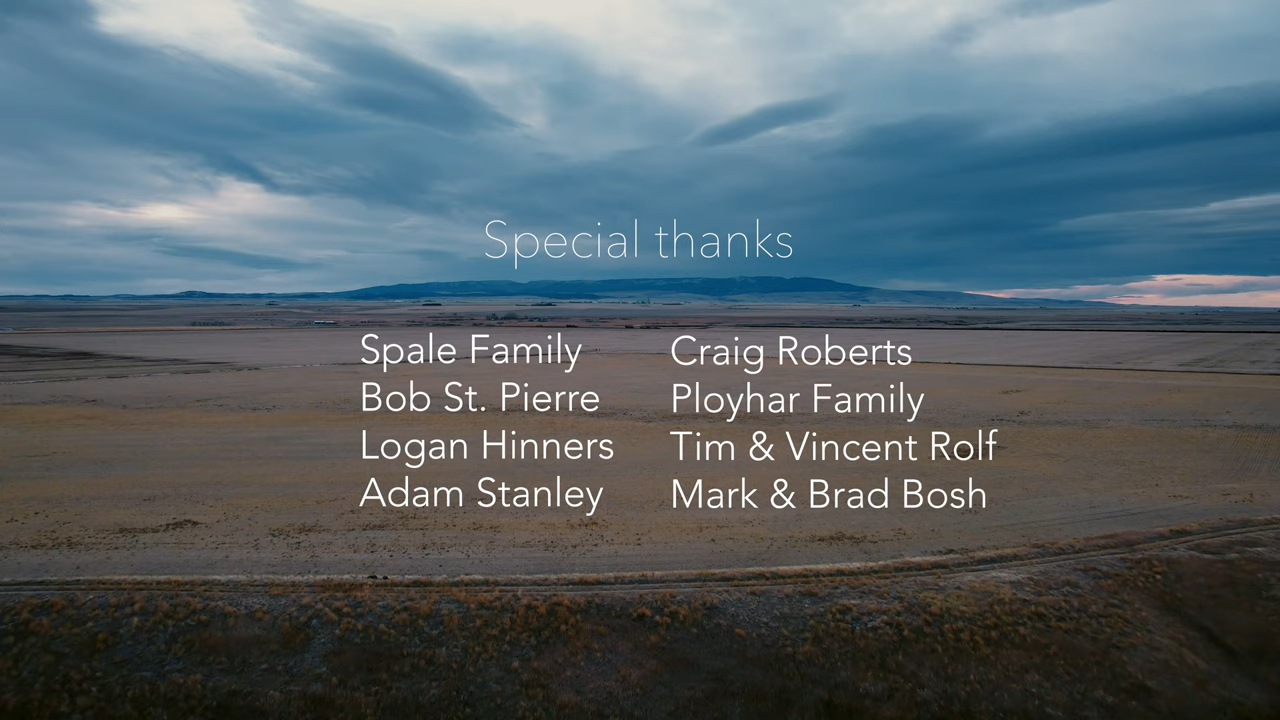 Special thanks
Spale Family
Bob St. Pierre
Logan Hinners
Adam Stanley
Craig Roberts
Ployhar Family
Tim & Vincent Rolf
Mark & Brad Bosh